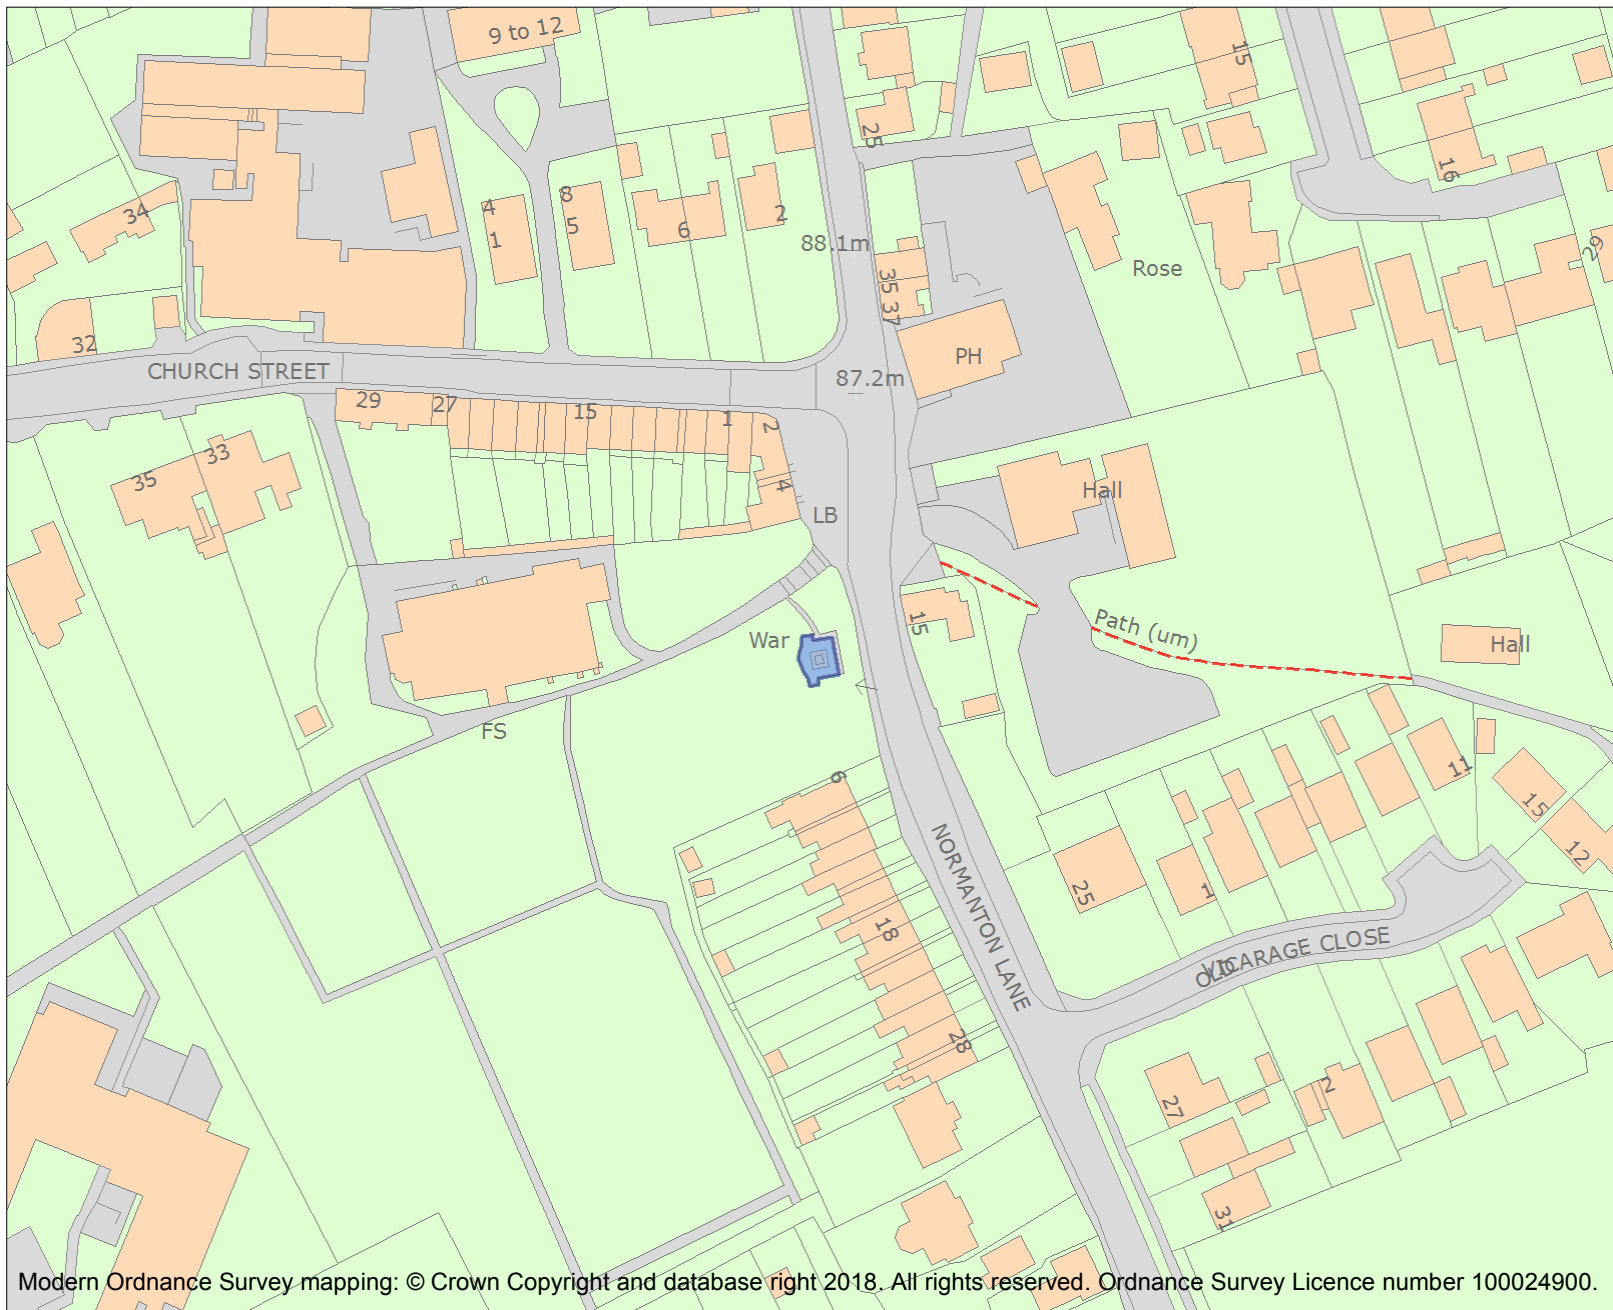 9 to 12
15
25
16
34
4
8
2
1
5
6
88.1m
29
Rose
35
37
32
PH
CHURCH STREET
87.2m
29
27
15
1
2
33
35
4
Hall
LB
15
Path (um)
War
Hall
FS
6
11
15
12
NORMANTON LANE
25
1
18
OLD
VICARAGE CLOSE
28
27
2
31
Modern Ordnance Survey mapping: © Crown Copyright and database right 2018. All rights reserved. Ordnance Survey Licence number 100024900.